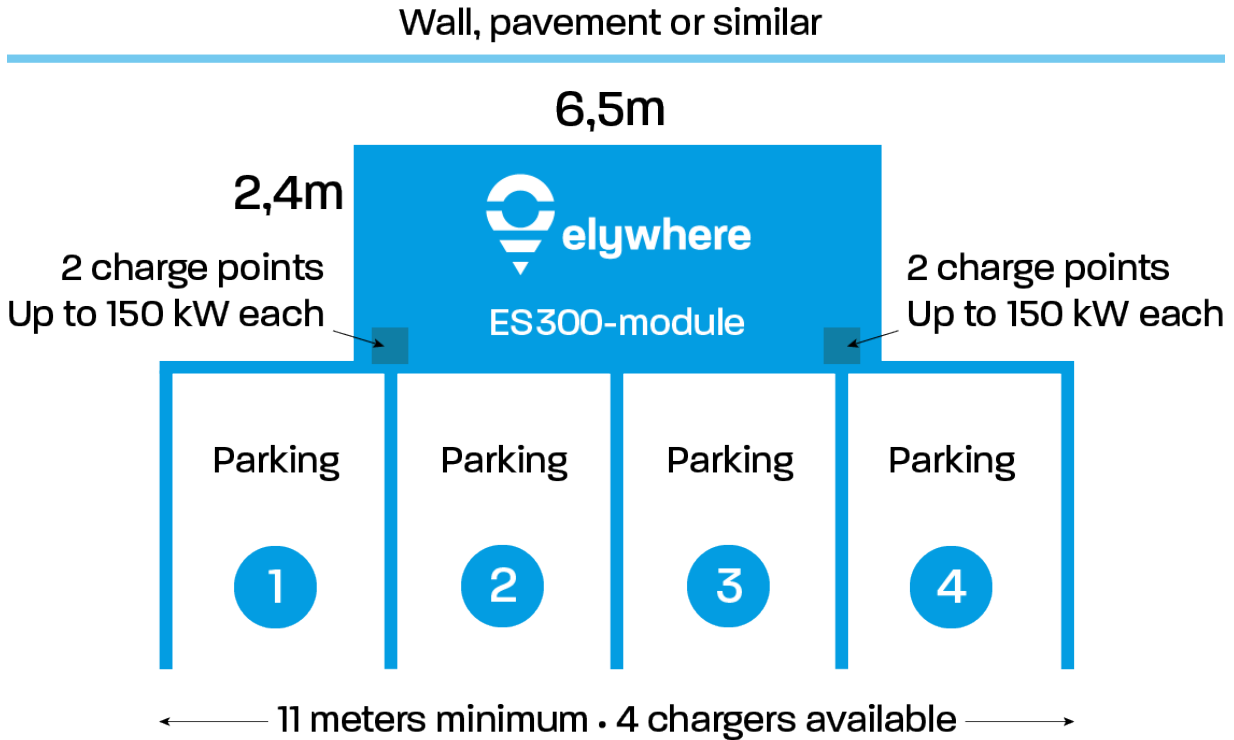 Wall, pavement or similar
6,5m
2,4m
elywhere
2 charge points
Up to 150 kW each
ES300-module
2 charge points
Up to 150 kW each
Parking
Parking
Parking
Parking
1
2
3
4
11 meters minimum • 4 chargers available